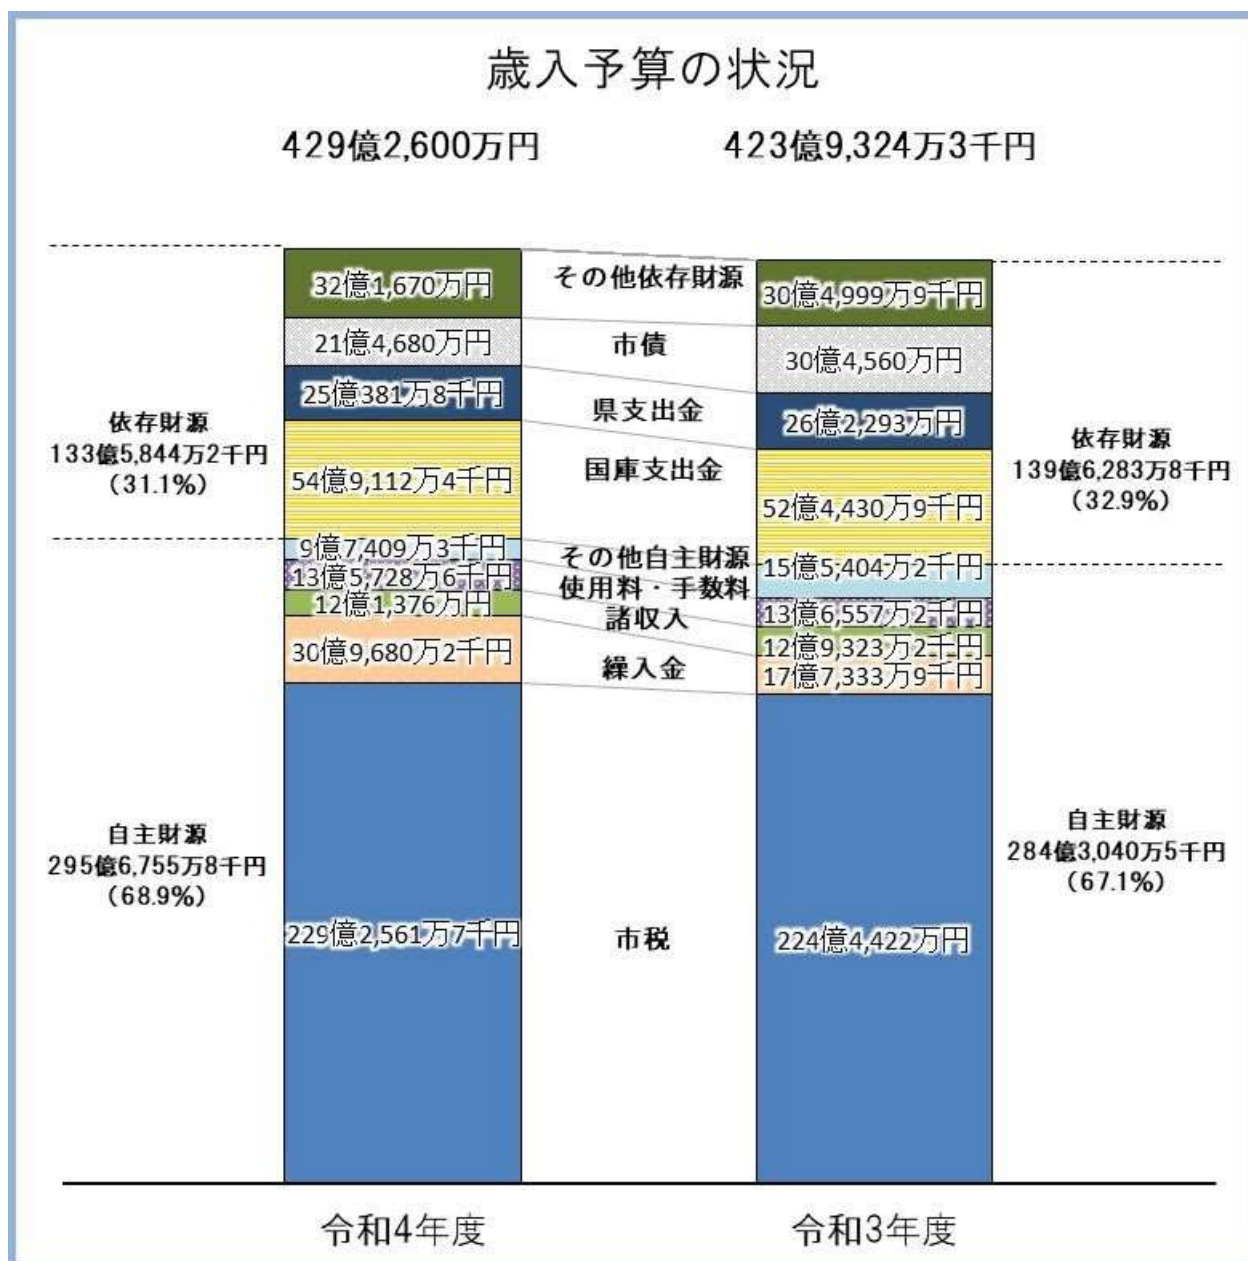 歳入予算の状況
429億2,600万円
423億9,324万3千円
32億1,670万円
その他依存財源
30億4,999万9千円
21億4,680万円
市債
30億4,560万円
25億381万8千円
県支出金
26億2,293万円
依存財源
133億5,844万2千円
(31.1%)
54億9,112万4千円
国庫支出金
52億4,430万9千円
依存財源
139億6,283万8千円
(32.9%)
9億7,409万3千円
その他自主財源
15億5,404万2千円
13億5,728万6千円
使用料・手数料
13億6,557万2千円
12億1,376万円
諸収入
12億9,323万2千円
30億9,680万2千円
繰入金
17億7,333万9千円
自主財源
295億6,755万8千円
(68.9%)
229億2,561万7千円
市税
224億4,422万円
自主財源
284億3,040万5千円
(67.1%)
令和4年度
令和3年度